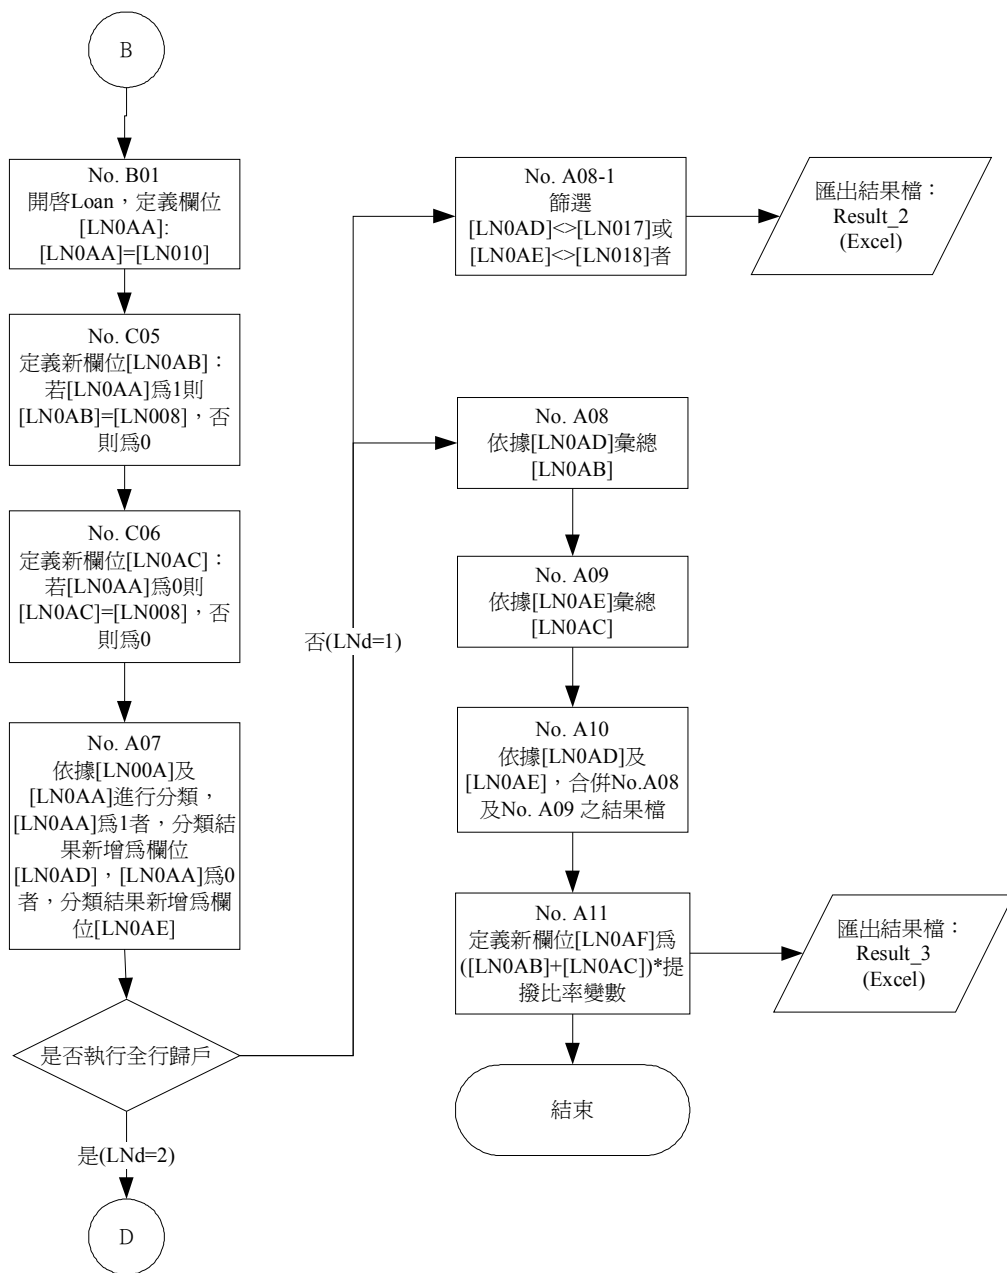 B
No. B01
開啓Loan，定義欄位
[LN0AA]:
[LN0AA]=[LN010]
No. C05
定義新欄位[LN0AB]：
若[LN0AA]爲1則
[LN0AB]=[LN008]，否
則爲0
No. C06
定義新欄位[LN0AC]：
若[LN0AA]爲0則
[LN0AC]=[LN008]，否
則爲0
No. A07
依據[LN00A]及
[LN0AA]進行分類，
[LN0AA]爲1者，分類結
果新增爲欄位
[LN0AD]，[LN0AA]爲0
者，分類結果新增爲欄
位[LN0AE]
是否執行全行歸戶
是(LNd=2)
D
否(LNd=1)
No. A08-1
篩選
[LN0AD]<>[LN017]或
[LN0AE]<>[LN018]者
匯出結果檔：
Result_2
(Excel)
No. A08
依據[LN0AD]彙總
[LN0AB]
No. A09
依據[LN0AE]彙總
[LN0AC]
No. A10
依據[LN0AD]及
[LN0AE]，合併No.A08
及No. A09 之結果檔
No. A11
定義新欄位[LN0AF]爲
([LN0AB]+[LN0AC])*提
撥比率變數
匯出結果檔：
Result_3
(Excel)
結束